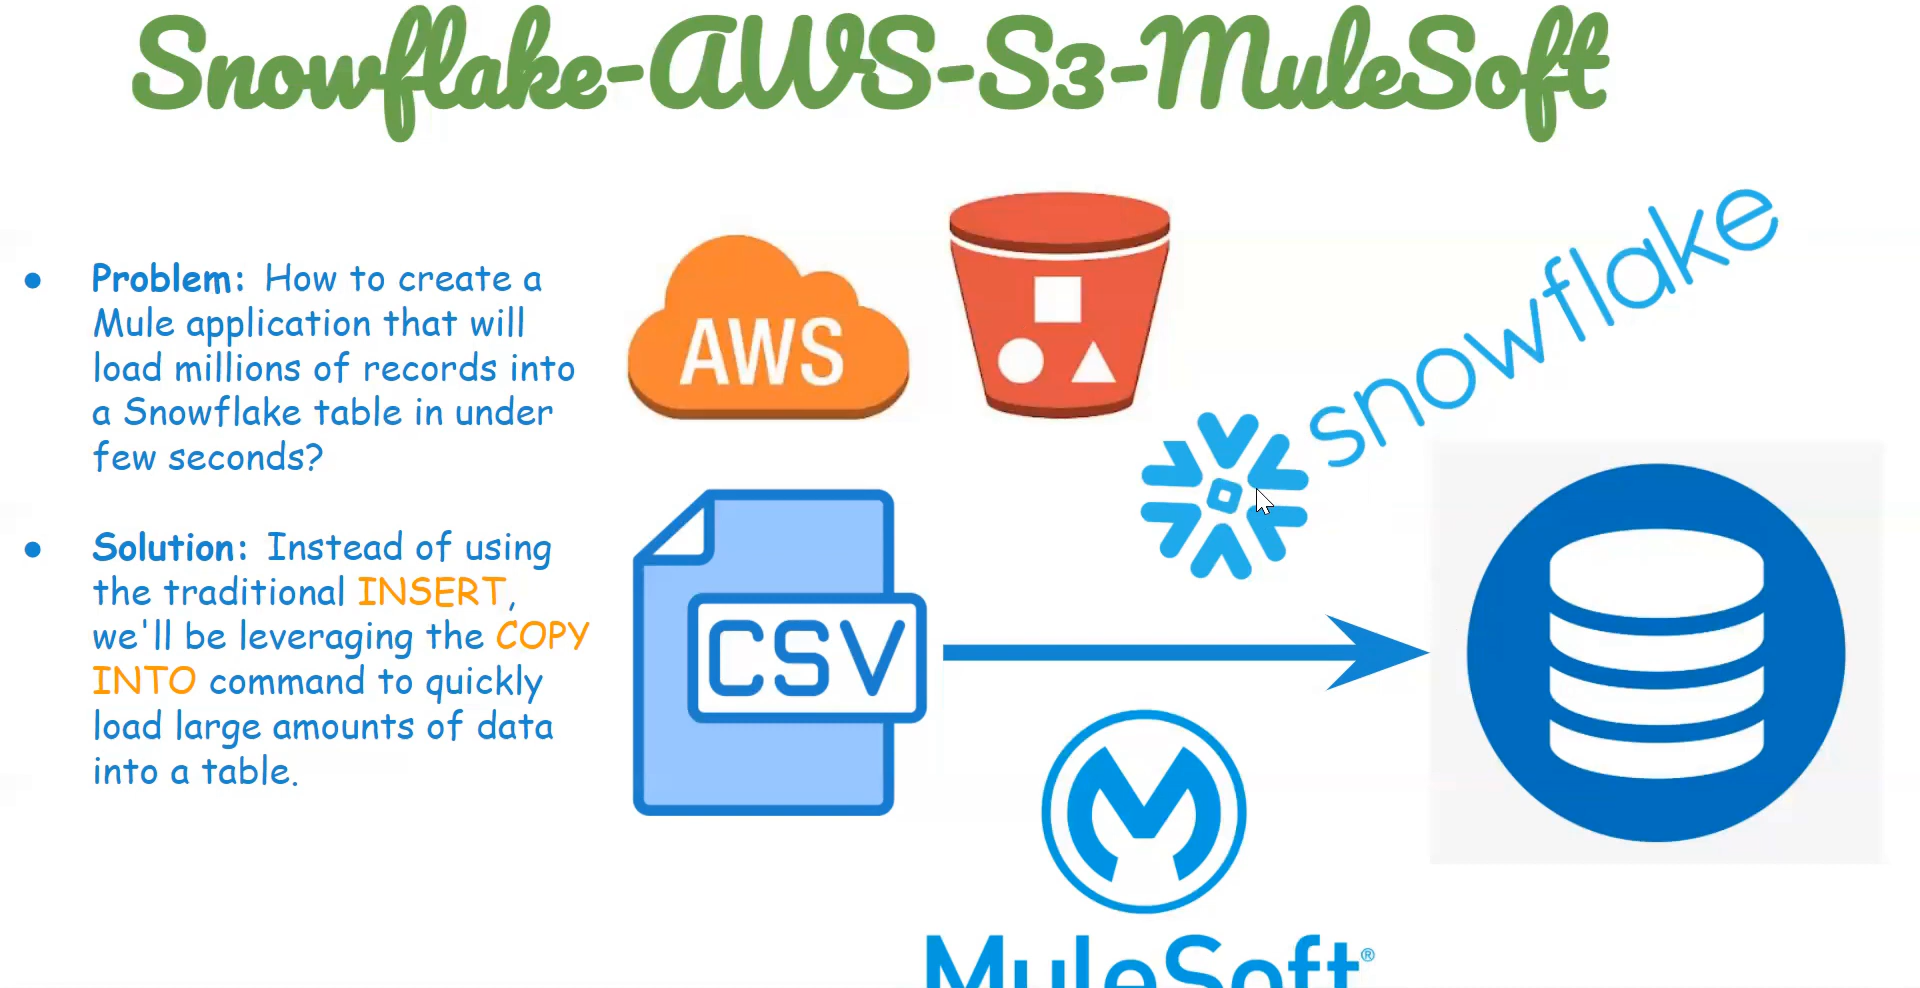 Snowflake-AWS-S3-MuleSoft
● Problem: How to create a
Mule application that will
load millions of records into
a Snowflake table in under
few seconds?
● Solution: Instead of using
the traditional INSERT,
we'll be leveraging the COPY
INTO command to quickly
load large amounts of data
into a table.
AWS
snowflake
CSV
MuleSoft®